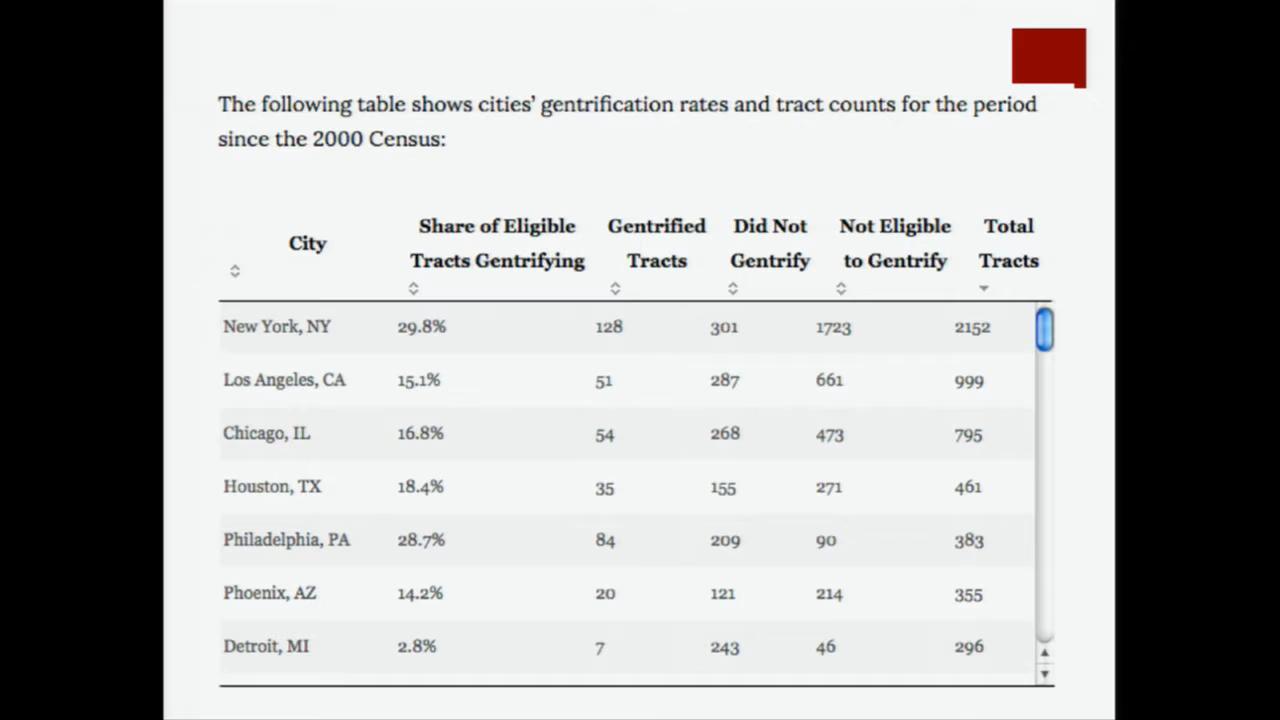 The following table shows cities’ gentrification rates and tract counts for the period
since the 2000 Census:
City Share of Eligible Tracts Gentrifying Gentrified Tracts Did Not Gentrify Not Eligible to Gentrify Total Tracts
New York, NY 29.8% 128 301 1723 2152
Los Angeles, CA 15.1% 51 287 661 999
Chicago, IL 16.8% 54 268 473 795
Houston, TX 18.4% 35 155 271 461
Philadelphia, PA 28.7% 84 209 90 383
Phoenix, AZ 14.2% 20 121 214 355
Detroit, MI 2.8% 7 243 46 296